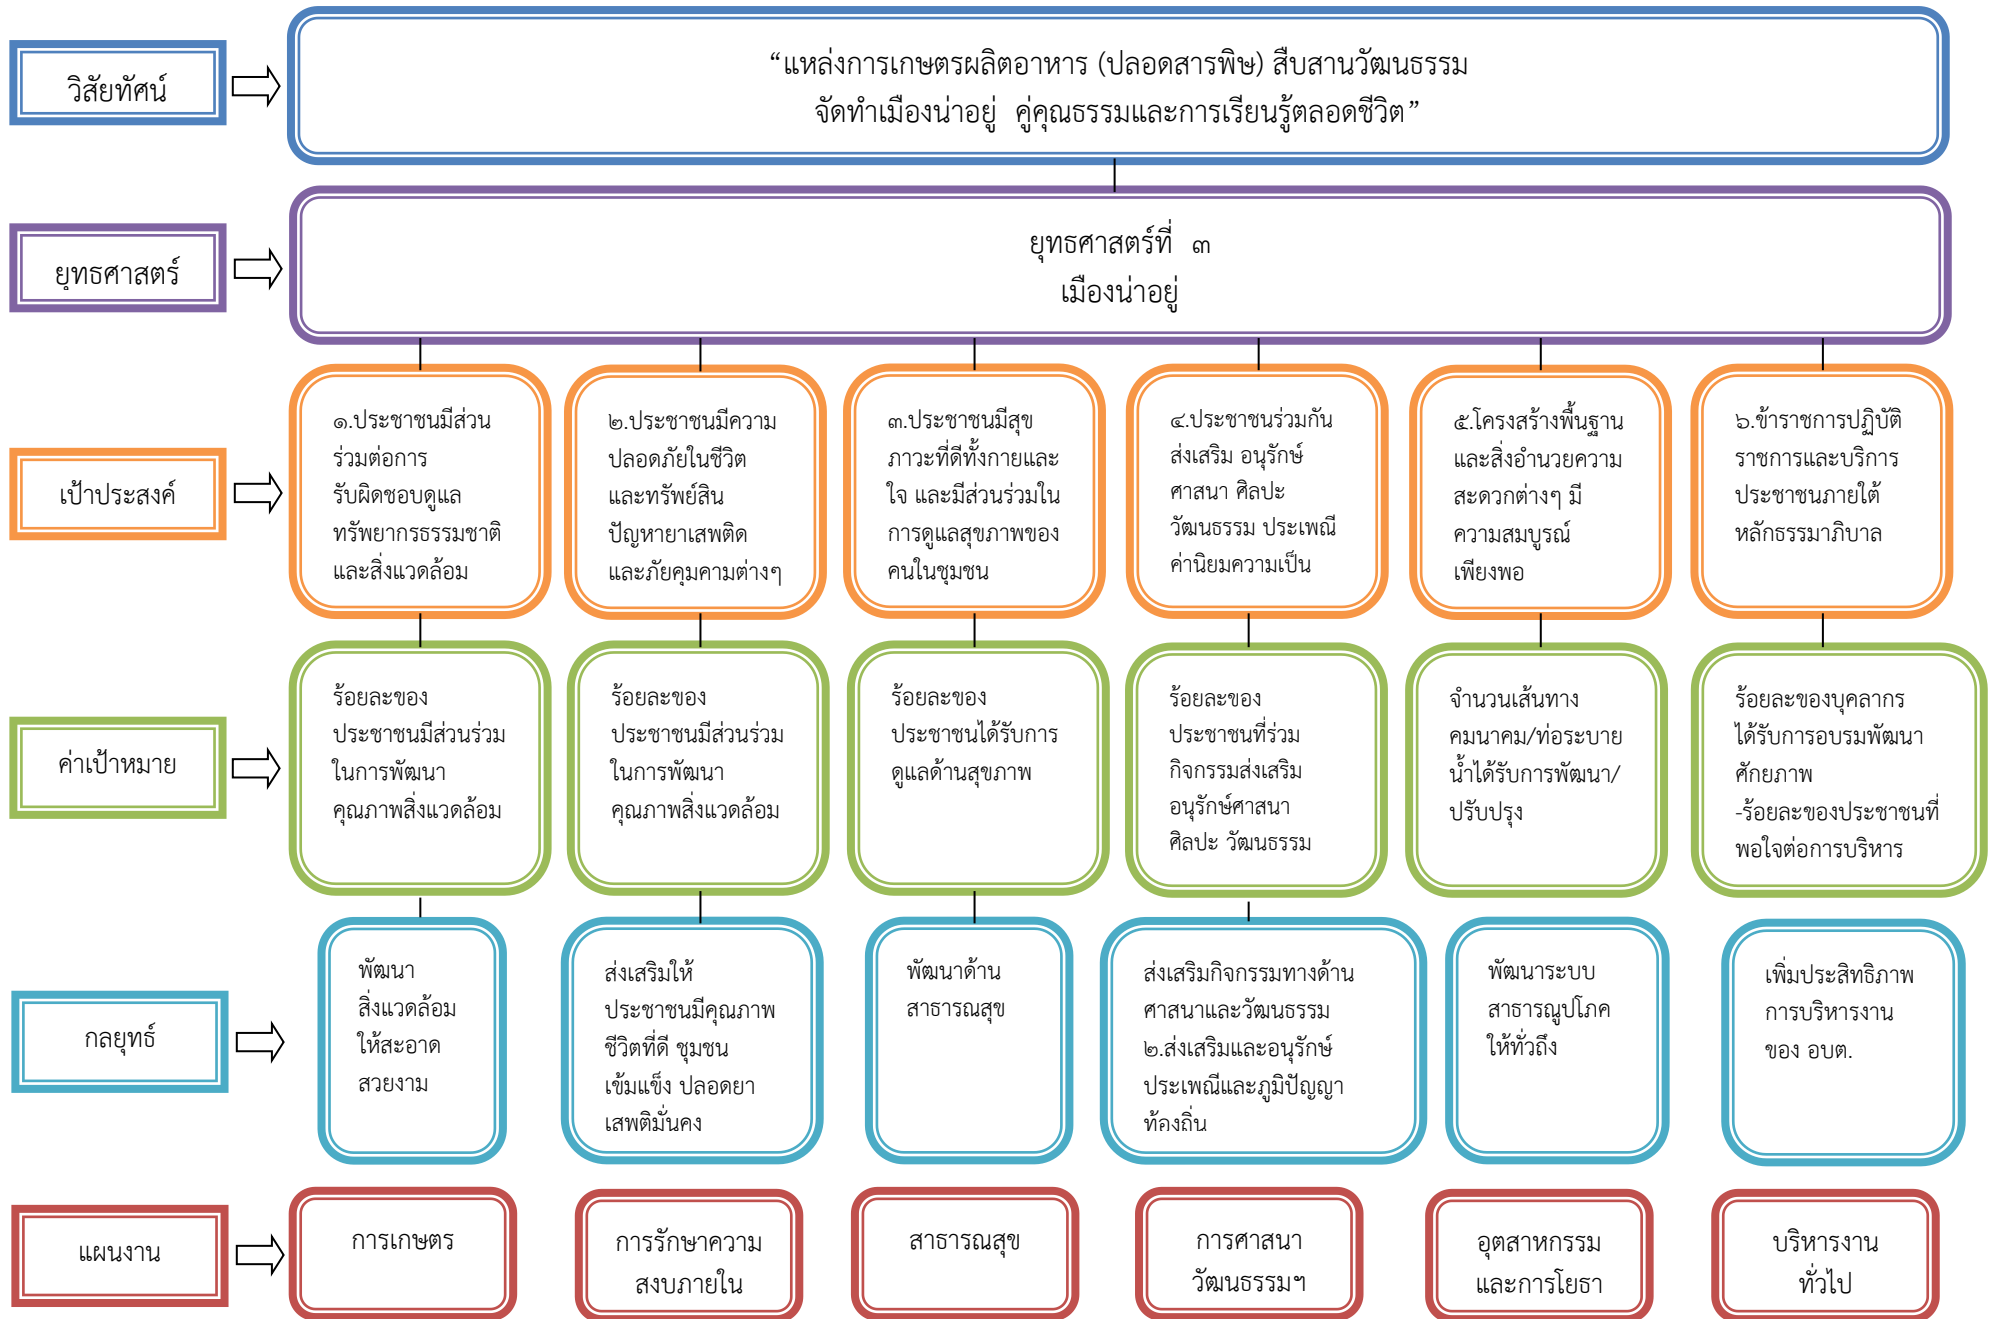 วิสัยทัศน์
“แหล่งการเกษตรผลิตอาหาร (ปลอดสารพิษ) สืบสานวัฒนธรรม
จัดทำเมืองน่าอยู่ คู่คุณธรรมและการเรียนรู้ตลอดชีวิต”
ยุทธศาสตร์
ยุทธศาสตร์ที่ ๓
เมืองน่าอยู่
เป้าประสงค์
๑.ประชาชนมีส่วน
ร่วมต่อการ
รับผิดชอบดูแล
ทรัพยากรธรรมชาติ
และสิ่งแวดล้อม
๒.ประชาชนมีความ
ปลอดภัยในชีวิต
และทรัพย์สิน
ปัญหายาเสพติด
และภัยคุมคามต่างๆ
๓.ประชาชนมีสุข
ภาวะที่ดีทั้งกายและ
ใจ และมีส่วนร่วมใน
การดูแลสุขภาพของ
คนในชุมชน
๔.ประชาชนร่วมกัน
ส่งเสริม อนุรักษ์
ศาสนา ศิลปะ
วัฒนธรรม ประเพณี
ค่านิยมความเป็น
๕.โครงสร้างพื้นฐาน
และสิ่งอำนวยความ
สะดวกต่างๆ มี
ความสมบูรณ์
เพียงพอ
๖.ข้าราชการปฏิบัติ
ราชการและบริการ
ประชาชนภายใต้
หลักธรรมาภิบาล
ค่าเป้าหมาย
ร้อยละของ
ประชาชนมีส่วนร่วม
ในการพัฒนา
คุณภาพสิ่งแวดล้อม
ร้อยละของ
ประชาชนมีส่วนร่วม
ในการพัฒนา
คุณภาพสิ่งแวดล้อม
ร้อยละของ
ประชาชนได้รับการ
ดูแลด้านสุขภาพ
ร้อยละของ
ประชาชนที่ร่วม
กิจกรรมส่งเสริม
อนุรักษ์ศาสนา
ศิลปะ วัฒนธรรม
จำนวนเส้นทาง
คมนาคม/ท่อระบาย
น้ำได้รับการพัฒนา/
ปรับปรุง
ร้อยละของบุคลากร
ได้รับการอบรมพัฒนา
ศักยภาพ
-ร้อยละของประชาชนที่
พอใจต่อการบริหาร
กลยุทธ์
พัฒนา
สิ่งแวดล้อม
ให้สะอาด
สวยงาม
ส่งเสริมให้
ประชาชนมีคุณภาพ
ชีวิตที่ดี ชุมชน
เข้มแข็ง ปลอดยา
เสพติมั่นคง
พัฒนาด้าน
สาธารณสุข
ส่งเสริมกิจกรรมทางด้าน
ศาสนาและวัฒนธรรม
๒.ส่งเสริมและอนุรักษ์
ประเพณีและภูมิปัญญา
ท้องถิ่น
พัฒนาระบบ
สาธารณูปโภค
ให้ทั่วถึง
เพิ่มประสิทธิภาพ
การบริหารงาน
ของ อบต.
แผนงาน
การเกษตร
การรักษาความ
สงบภายใน
สาธารณสุข
การศาสนา
วัฒนธรรมฯ
อุตสาหกรรม
และการโยธา
บริหารงาน
ทั่วไป